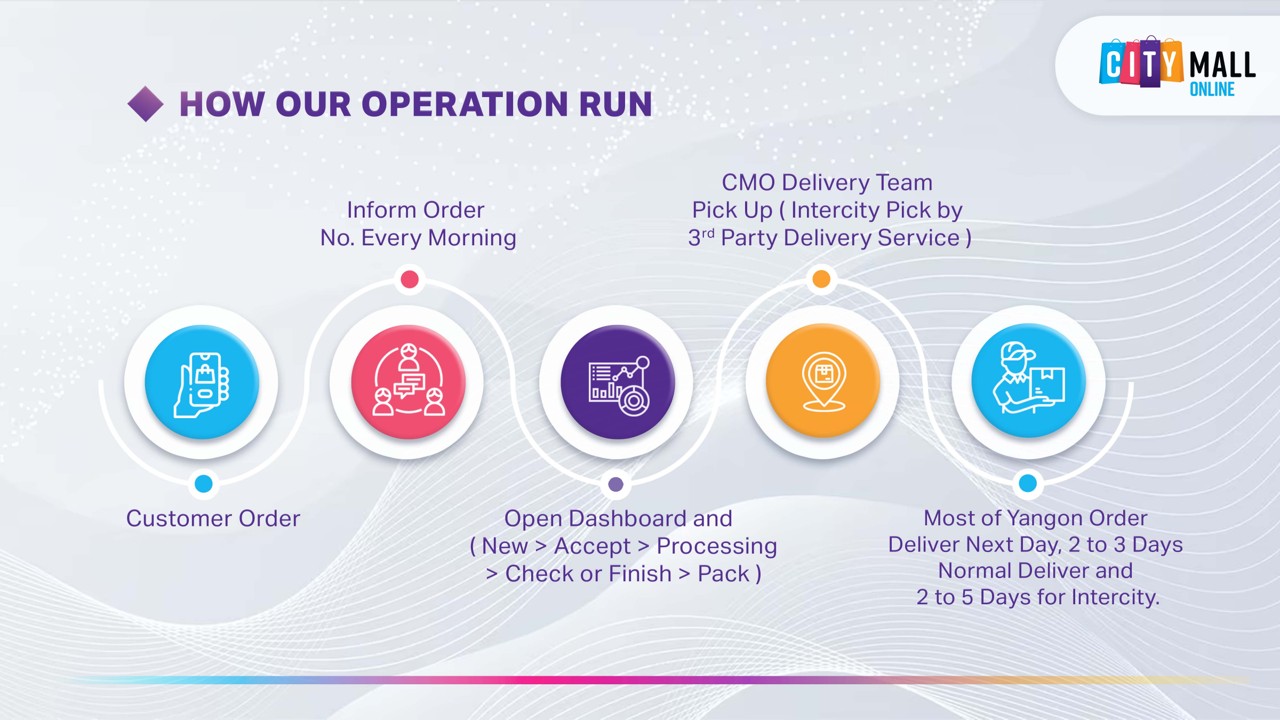 CITY MALL
ONLINE
HOW OUR OPERATION RUN
Customer Order
Inform Order
No. Every Morning
Open Dashboard and
( New > Accept > Processing
> Check or Finish > Pack )
CMO Delivery Team
Pick Up ( Intercity Pick by
3rd Party Delivery Service )
Most of Yangon Order
Deliver Next Day, 2 to 3 Days
Normal Deliver and
2 to 5 Days for Intercity.